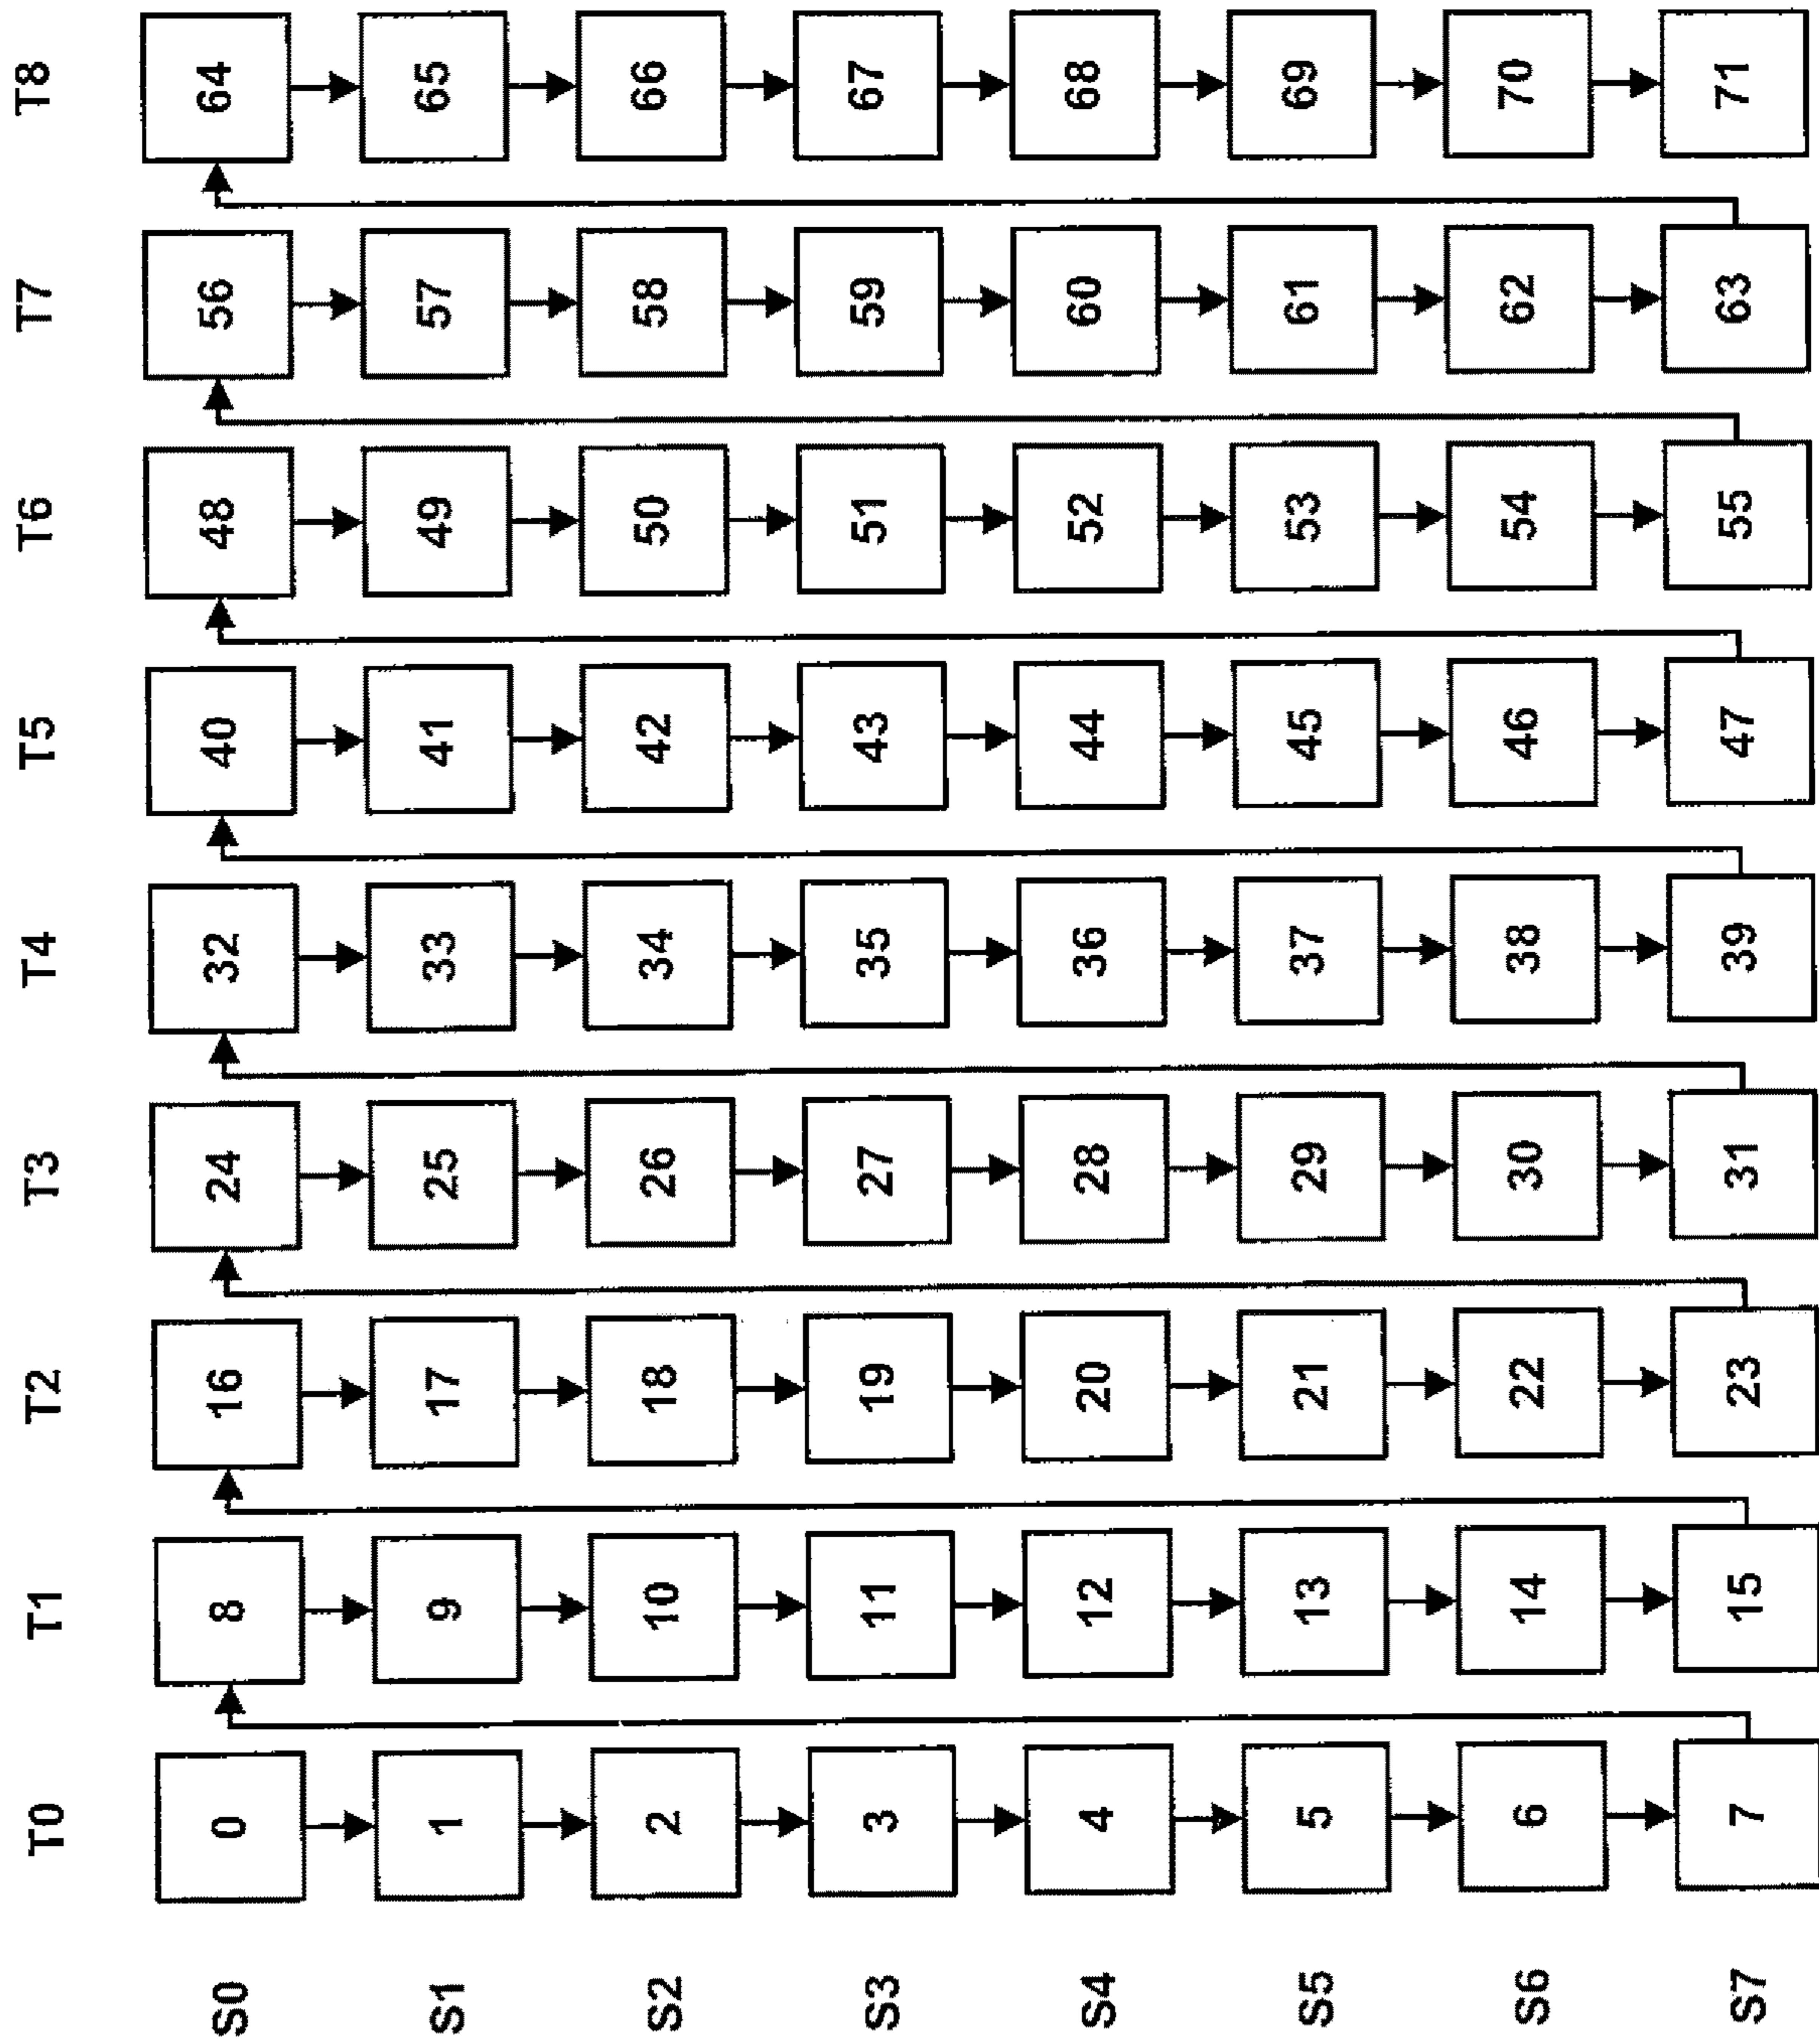 T0 T1 T2 T3 T4 T5 T6 T7 T8
S0 0 8 16 24 32 40 48 56 64
S1 1 9 17 25 33 41 49 57 65
S2 2 10 18 26 34 42 50 58 66
S3 3 11 19 27 35 43 51 59 67
S4 4 12 20 28 36 44 52 60 68
S5 5 13 21 29 37 45 53 61 69
S6 6 14 22 30 38 46 54 62 70
S7 7 15 23 31 39 47 55 63 71